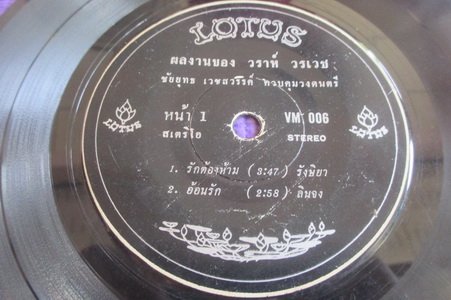 LOTUS
ผลงานของ วราห์ วรเวช
ชัยยุทธ เวชสวรรค์ ควบคุมวงดนตรี
หน้า 1 VM 006
สเตริโอ STEREO
LOTUS LOTUS
1. รักต้องห้าม (3:47) รังษิยา
2. อ้อนรัก (2:58) ลินจง